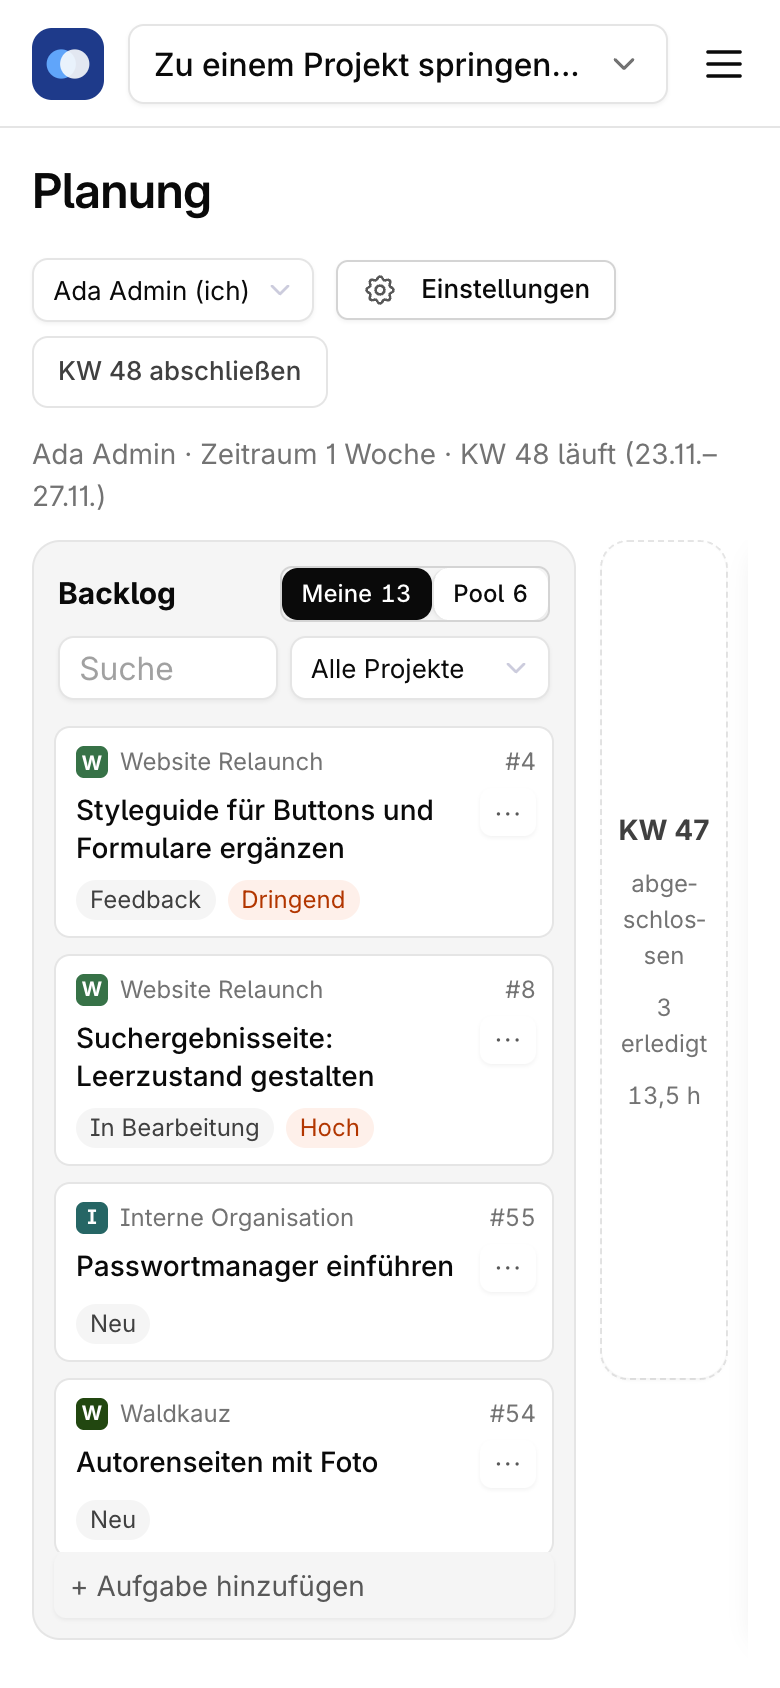 Zu einem Projekt springen...
Planung
Ada Admin (ich)
Einstellungen
KW 48 abschließen
Ada Admin · Zeitraum 1 Woche · KW 48 läuft (23.11.–
27.11.)
Backlog
Meine 13
Pool 6
Suche
Alle Projekte
W Website Relaunch #4
Styleguide für Buttons und
Formulare ergänzen
...
Feedback Dringend
W Website Relaunch #8
Suchergebnisseite:
Leerzustand gestalten
...
In Bearbeitung Hoch
I Interne Organisation #55
Passwortmanager einführen
...
Neu
W Waldkauz #54
Autorenseiten mit Foto
...
Neu
+ Aufgabe hinzufügen
KW 47
abge-
schlos-
sen
3
erledigt
13,5 h